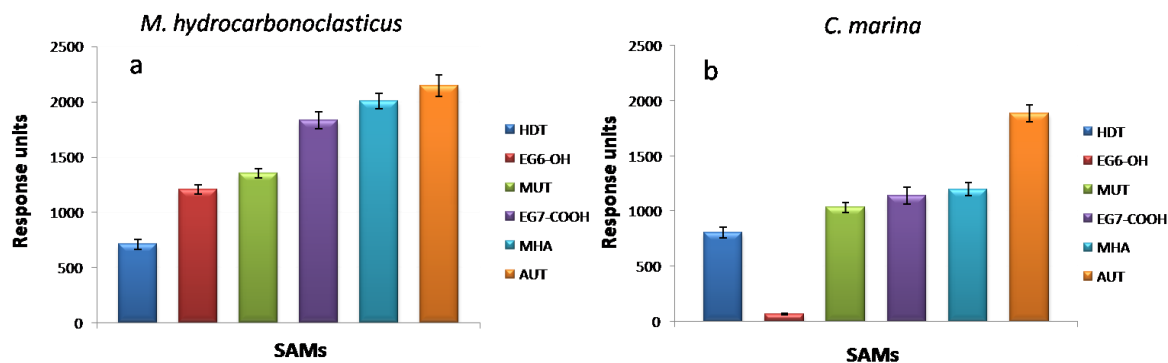 M. hydrocarbonoclasticus
a
Response units
2500
2000
1500
1000
500
0
SAMs
HDT
EG6-OH
MUT
EG7-COOH
MHA
AUT
C. marina
b
Response units
2500
2000
1500
1000
500
0
SAMs
HDT
EG6-OH
MUT
EG7-COOH
MHA
AUT